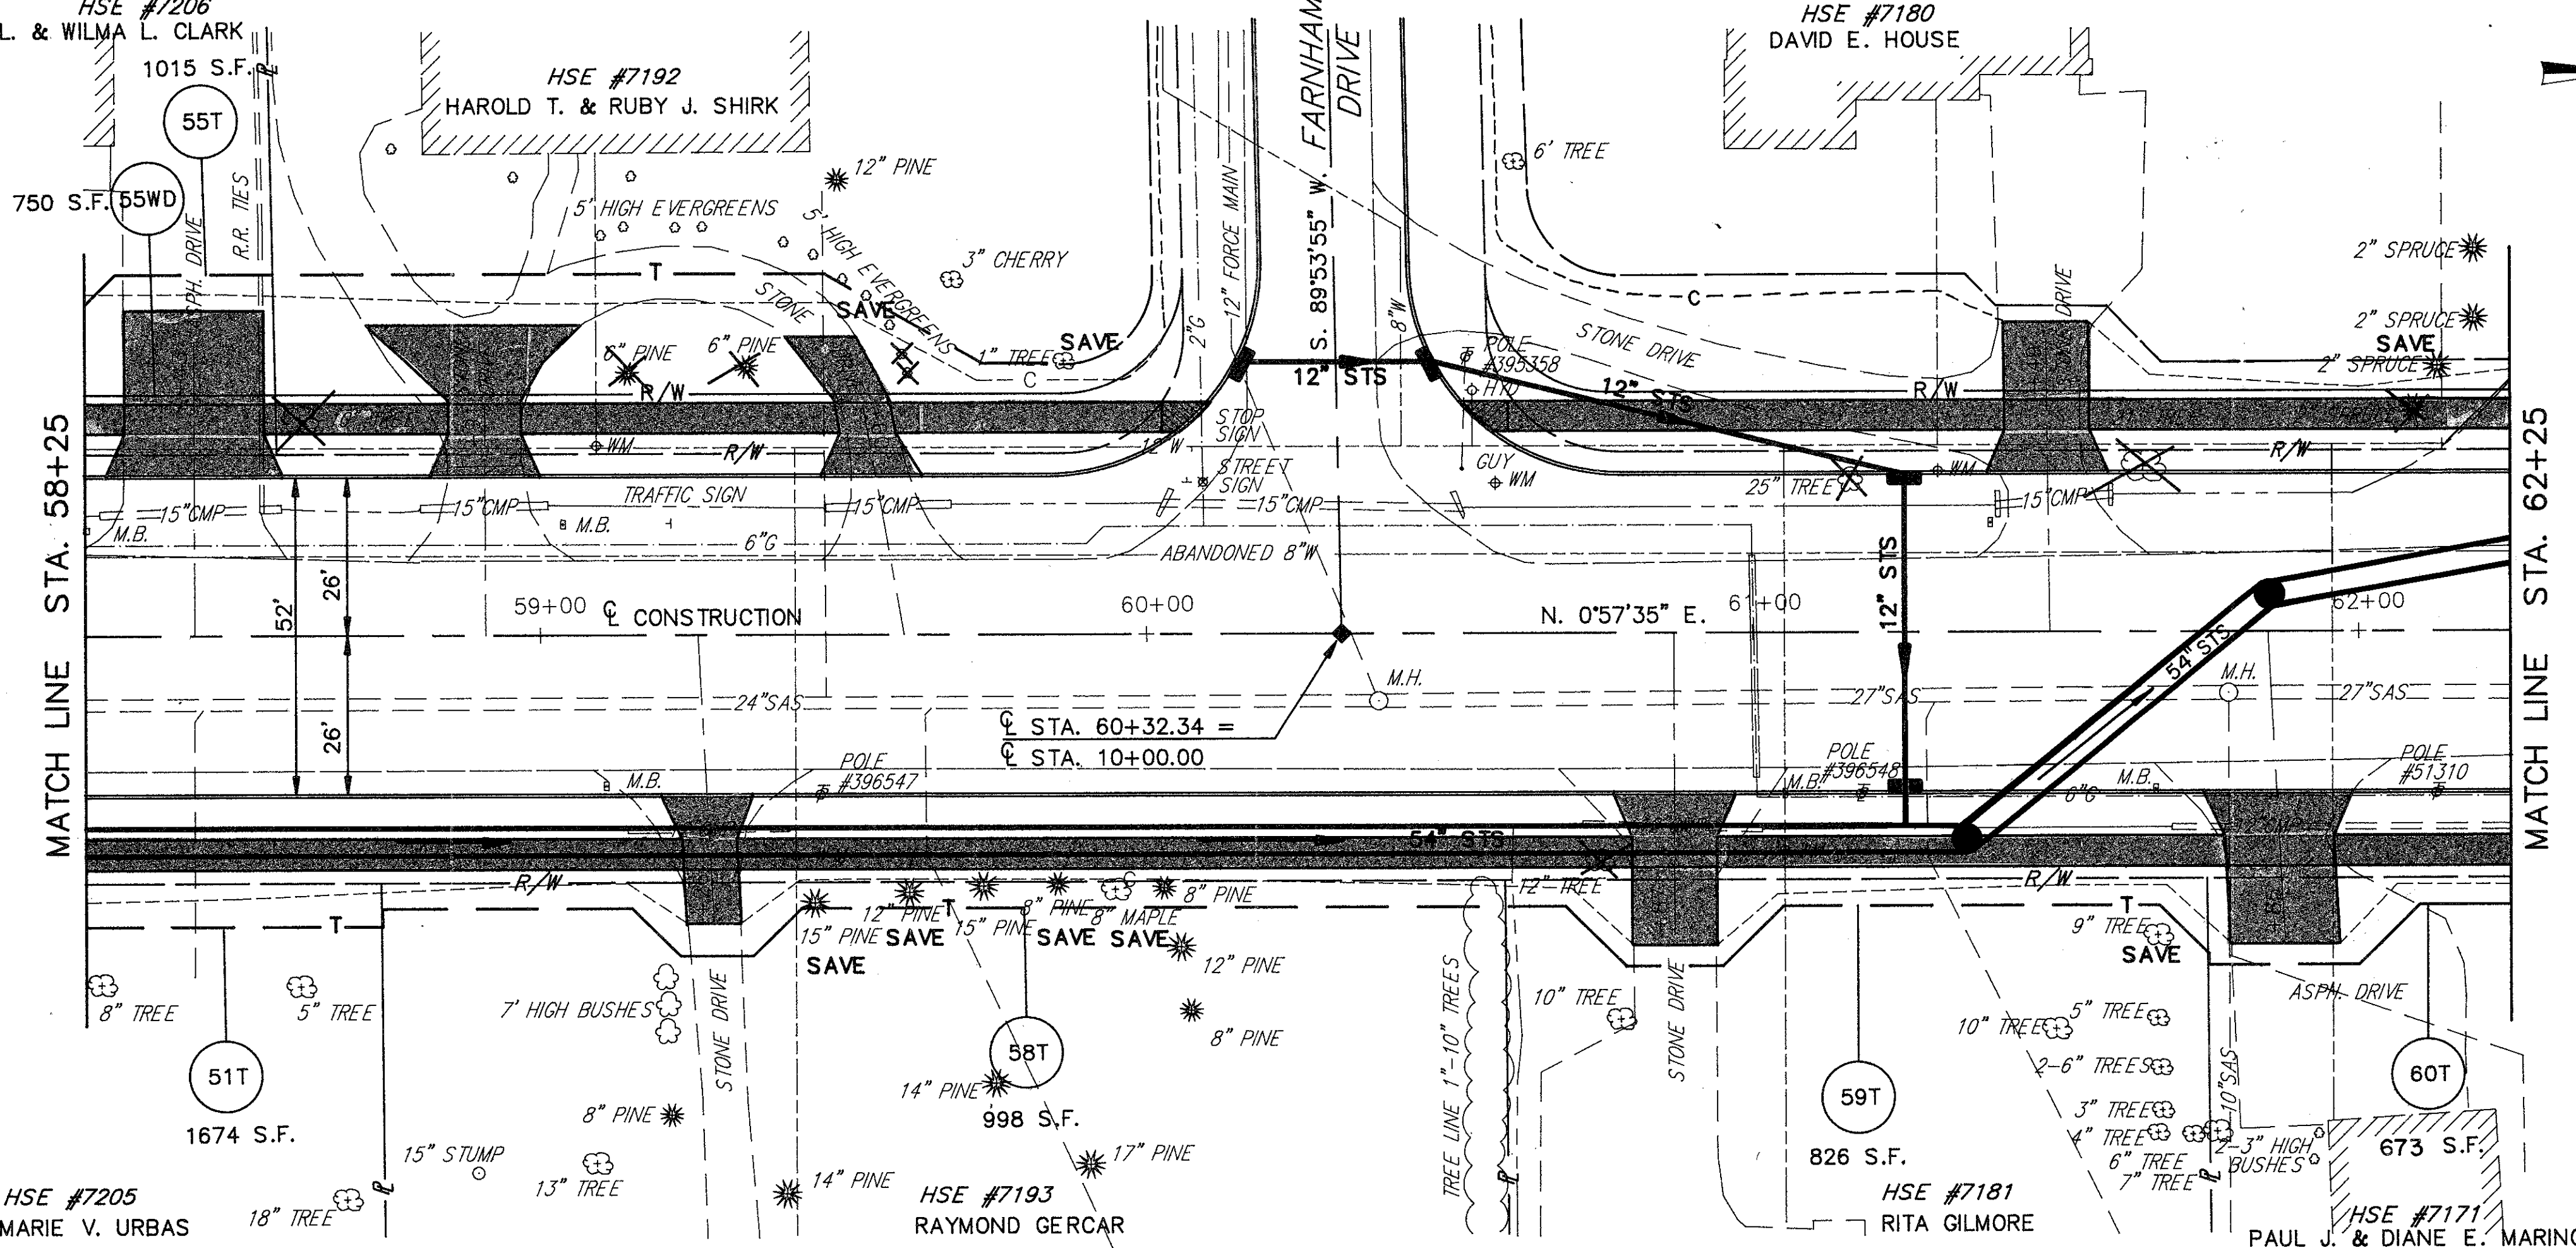 HSE #7206
L. & WILMA L. CLARK
1015 S.F.
55T
750 S.F.
55WD
R.R. TIES
HSE #7192
HAROLD T. & RUBY J. SHIRK
12" PINE
5' HIGH EVERGREENS
5' HIGH EVERGREENS
3" CHERRY
STONE
SAVE
1" TREE
SAVE
T
C
6" PINE
6" PINE
R/W
R/W
WM
2"G
12" FORCE MAIN
S. 89°53'55" W.
FARNHAM
DRIVE
8"W
12" STS
STOP
SIGN
STREET
SIGN
12"W
HSE #7180
DAVID E. HOUSE
6' TREE
STONE DRIVE
C
POLE
#395358
HYD
12" STS
GUY
WM
25" TREE
WM
R/W
2" SPRUCE
2" SPRUCE
SAVE
2" SPRUCE
R/W
MATCH LINE STA. 58+25
MATCH LINE STA. 62+25
TRAFFIC SIGN
15"CMP
15"CMP
15"CMP
15"CMP
15"CMP
M.B.
M.B.
6"G
ABANDONED 8"W
52'
26'
26'
59+00
℄ CONSTRUCTION
60+00
N. 0°57'35" E.
61+00
62+00
12" STS
54" STS
M.H.
M.H.
24"SAS
27"SAS
27"SAS
℄ STA. 60+32.34 =
℄ STA. 10+00.00
M.B.
POLE
#396547
M.B.
POLE
#396548
M.B.
POLE
#51310
6"G
54" STS
R/W
R/W
T
T
T
12" PINE
15" PINE
8" PINE
8" MAPLE
8" PINE
15" PINE
SAVE
SAVE
SAVE
SAVE
12" PINE
8" PINE
12" TREE
9" TREE
SAVE
8" TREE
5" TREE
7' HIGH BUSHES
STONE DRIVE
TREE LINE 1"-10" TREES
10" TREE
STONE DRIVE
10" TREE
5" TREE
2-6" TREES
3" TREE
4" TREE
6" TREE
7" TREE
10"SAS
2-3" HIGH
BUSHES
ASPH. DRIVE
51T
1674 S.F.
58T
998 S.F.
59T
826 S.F.
60T
673 S.F.
14" PINE
8" PINE
15" STUMP
13" TREE
18" TREE
14" PINE
17" PINE
HSE #7205
MARIE V. URBAS
HSE #7193
RAYMOND GERCAR
HSE #7181
RITA GILMORE
HSE #7171
PAUL J. & DIANE E. MARINO